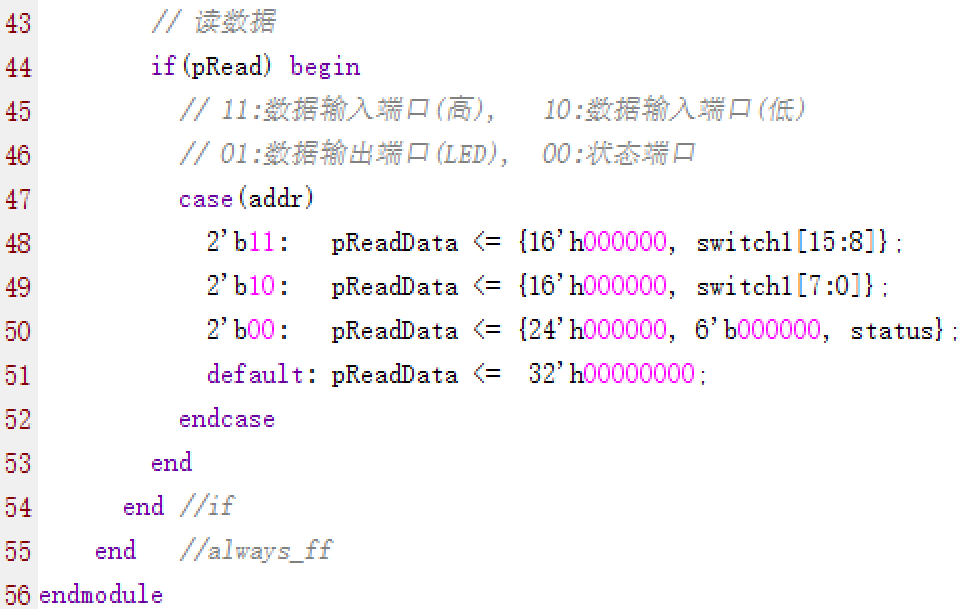 43 // 读数据
44 if(pRead) begin
45 // 11:数据输入端口(高), 10:数据输入端口(低)
46 // 01:数据输出端口(LED), 00:状态端口
47 case(addr)
48 2'b11: pReadData <= {16'h000000, switch1[15:8]};
49 2'b10: pReadData <= {16'h000000, switch1[7:0]};
50 2'b00: pReadData <= {24'h000000, 6'b000000, status};
51 default: pReadData <= 32'h00000000;
52 endcase
53 end
54 end //if
55 end //always_ff
56 endmodule